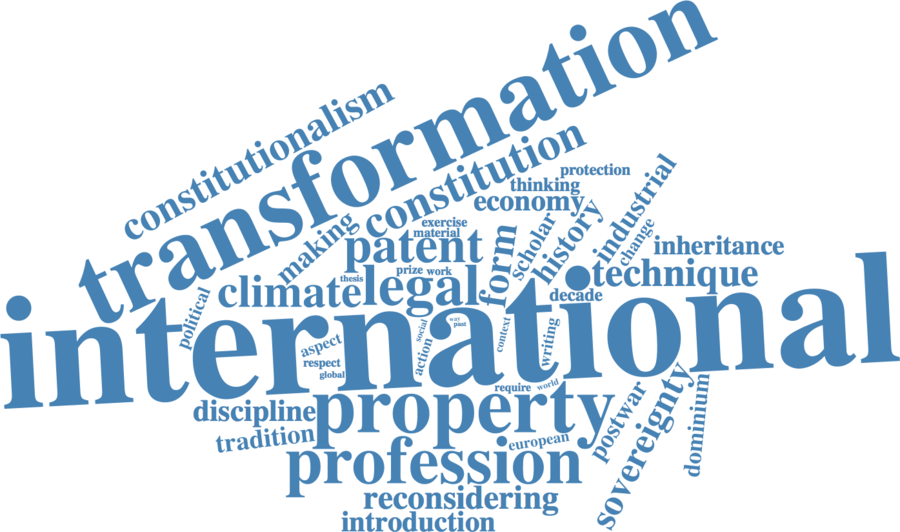 transformation
constitutionalism
constitution
protection
thinking
economy
industrial
exercise
material
making
patent
form
scholar
history
change
inheritance
technique
prize
work
thesis
climate
legal
decade
political
international
social
way
past
context
writing
action
aspect
respect
global
require
world
discipline
property
postwar
sovereignty
dominium
tradition
european
profession
reconsidering
introduction